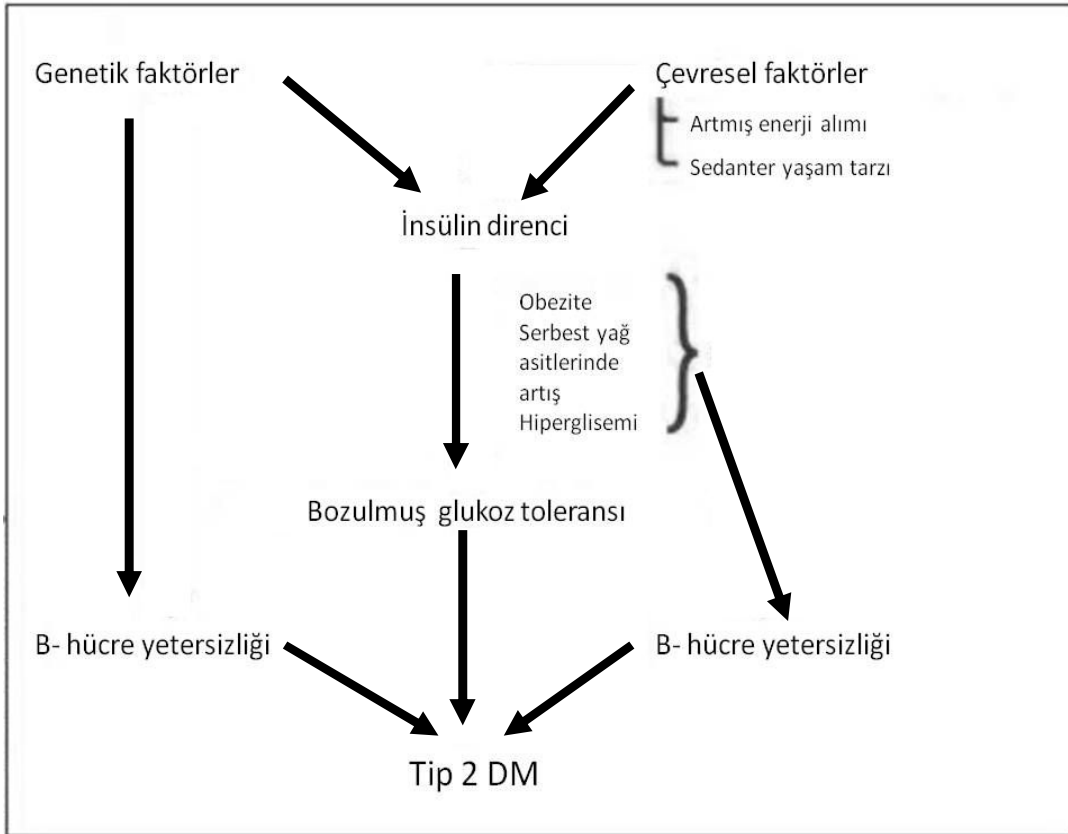 Genetik faktörler
Çevresel faktörler
Artmış enerji alımı
Sedanter yaşam tarzı
İnsülin direnci
Obezite
Serbest yağ
asitlerinde
artış
Hiperglisemi
Bozulmuş glukoz toleransı
B- hücre yetersizliği
B- hücre yetersizliği
Tip 2 DM